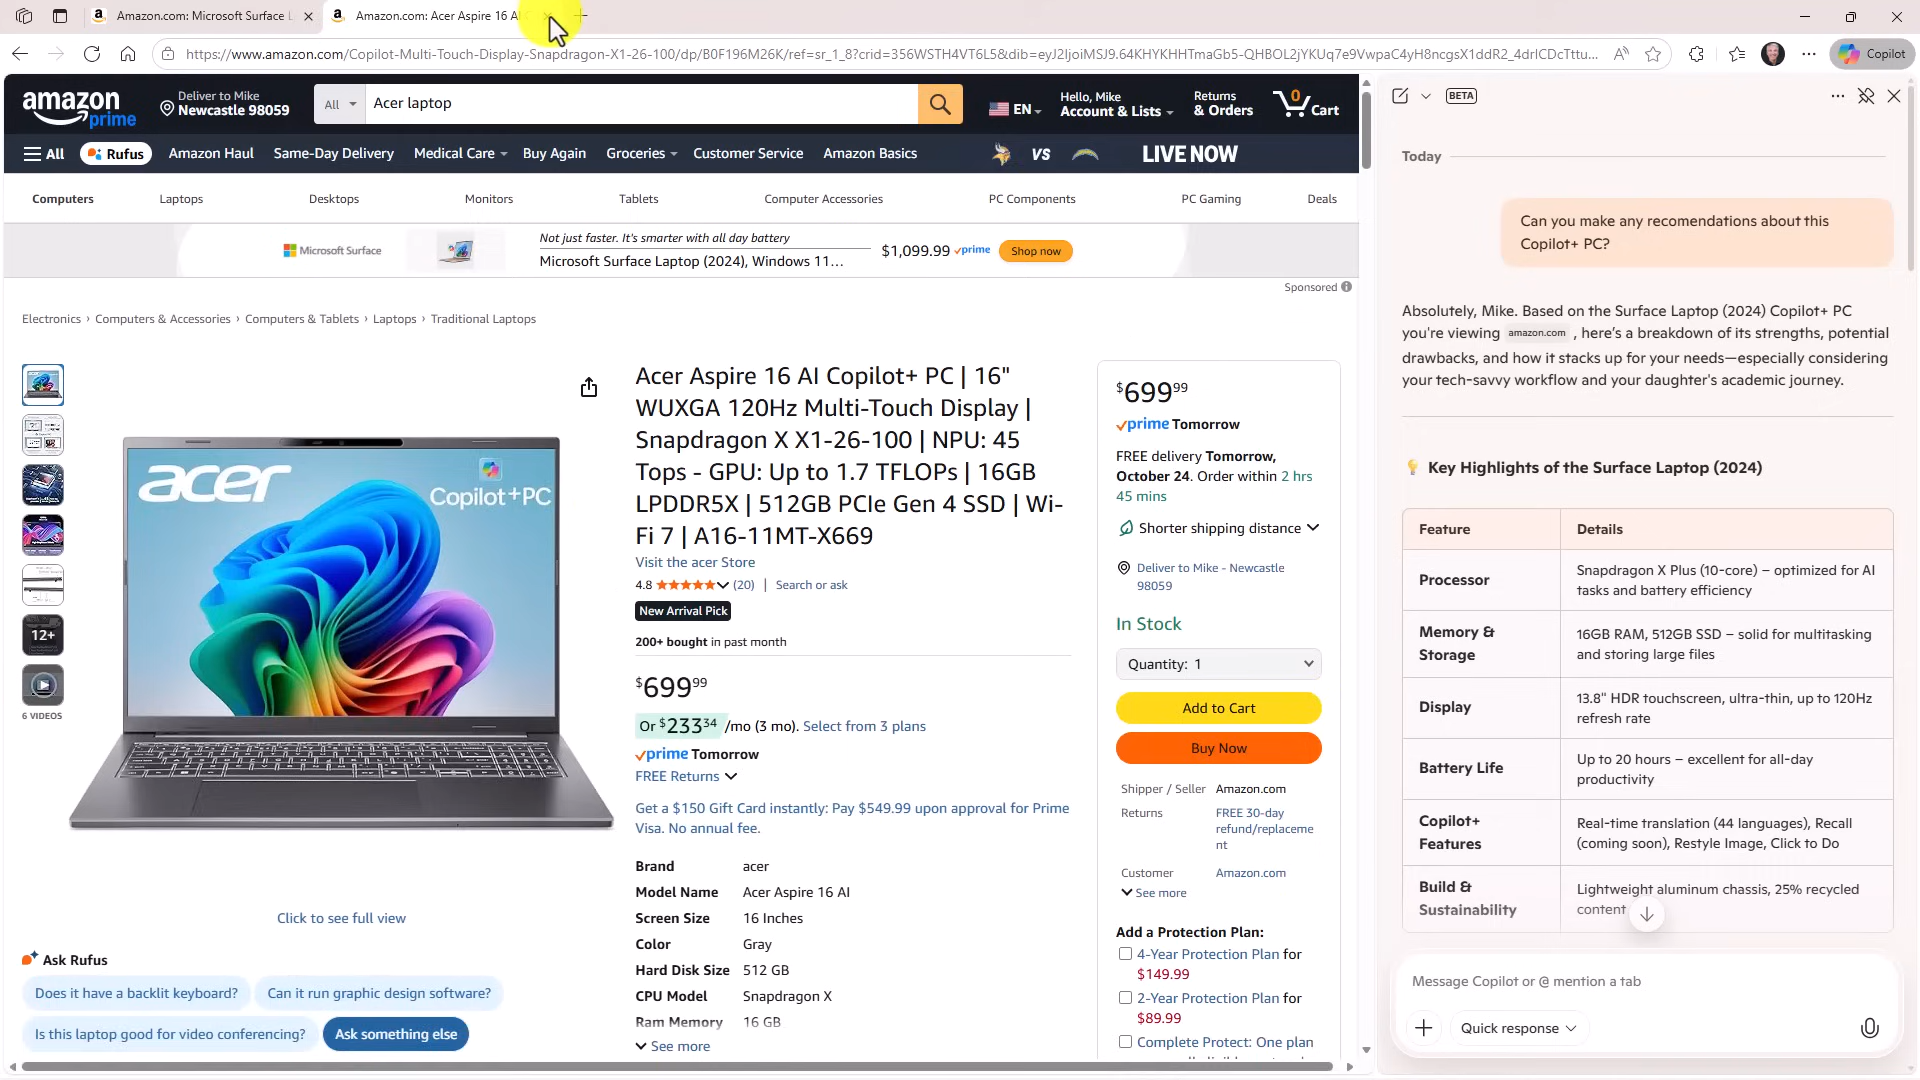 Amazon.com: Microsoft Surface L
Amazon.com: Acer Aspire 16 AI
https://www.amazon.com/Copilot-Multi-Touch-Display-Snapdragon-X1-26-100/dp/B0F196M26K/ref=sr_1_8?crid=356WSTH4VT6L5&dib=eyJ2IjoiMSJ9.64KHYKHHTmaGb5-QHBOL2jYKUq7e9VwpaC4yH8ncgsX1ddR2_4drlCDcTttu...
Copilot
amazon prime
Deliver to Mike
Newcastle 98059
All
Acer laptop
EN
Hello, Mike
Account & Lists
Returns
& Orders
0
Cart
All
Rufus
Amazon Haul
Same-Day Delivery
Medical Care
Buy Again
Groceries
Customer Service
Amazon Basics
VS
LIVE NOW
Computers
Laptops
Desktops
Monitors
Tablets
Computer Accessories
PC Components
PC Gaming
Deals
Microsoft Surface
Not just faster. It's smarter with all day battery
Microsoft Surface Laptop (2024), Windows 11…
$1,099.99 prime
Shop now
Sponsored
Electronics › Computers & Accessories › Computers & Tablets › Laptops › Traditional Laptops
acer
Copilot+PC
12+
6 VIDEOS
Click to see full view
Ask Rufus
Does it have a backlit keyboard?
Can it run graphic design software?
Is this laptop good for video conferencing?
Ask something else
Acer Aspire 16 AI Copilot+ PC | 16"
WUXGA 120Hz Multi-Touch Display |
Snapdragon X X1-26-100 | NPU: 45
Tops - GPU: Up to 1.7 TFLOPs | 16GB
LPDDR5X | 512GB PCIe Gen 4 SSD | Wi-
Fi 7 | A16-11MT-X669
Visit the acer Store
4.8 (20) | Search or ask
New Arrival Pick
200+ bought in past month
$69999
Or $23334 /mo (3 mo). Select from 3 plans
prime Tomorrow
FREE Returns
Get a $150 Gift Card instantly: Pay $549.99 upon approval for Prime
Visa. No annual fee.
Brand acer
Model Name Acer Aspire 16 AI
Screen Size 16 Inches
Color Gray
Hard Disk Size 512 GB
CPU Model Snapdragon X
Ram Memory 16 GB
See more
$69999
prime Tomorrow
FREE delivery Tomorrow,
October 24. Order within 2 hrs
45 mins
Shorter shipping distance
Deliver to Mike - Newcastle
98059
In Stock
Quantity: 1
Add to Cart
Buy Now
Shipper / Seller Amazon.com
Returns FREE 30-day
refund/replaceme
nt
Customer Amazon.com
See more
Add a Protection Plan:
4-Year Protection Plan for
$149.99
2-Year Protection Plan for
$89.99
Complete Protect: One plan
BETA
Today
Can you make any recomendations about this
Copilot+ PC?
Absolutely, Mike. Based on the Surface Laptop (2024) Copilot+ PC
you're viewing amazon.com , here's a breakdown of its strengths, potential
drawbacks, and how it stacks up for your needs—especially considering
your tech-savvy workflow and your daughter's academic journey.
Key Highlights of the Surface Laptop (2024)
Feature Details
Processor Snapdragon X Plus (10-core) – optimized for AI
tasks and battery efficiency
Memory &
Storage 16GB RAM, 512GB SSD – solid for multitasking
and storing large files
Display 13.8" HDR touchscreen, ultra-thin, up to 120Hz
refresh rate
Battery Life Up to 20 hours – excellent for all-day
productivity
Copilot+
Features Real-time translation (44 languages), Recall
(coming soon), Restyle Image, Click to Do
Build &
Sustainability Lightweight aluminum chassis, 25% recycled
content
Message Copilot or @ mention a tab
Quick response